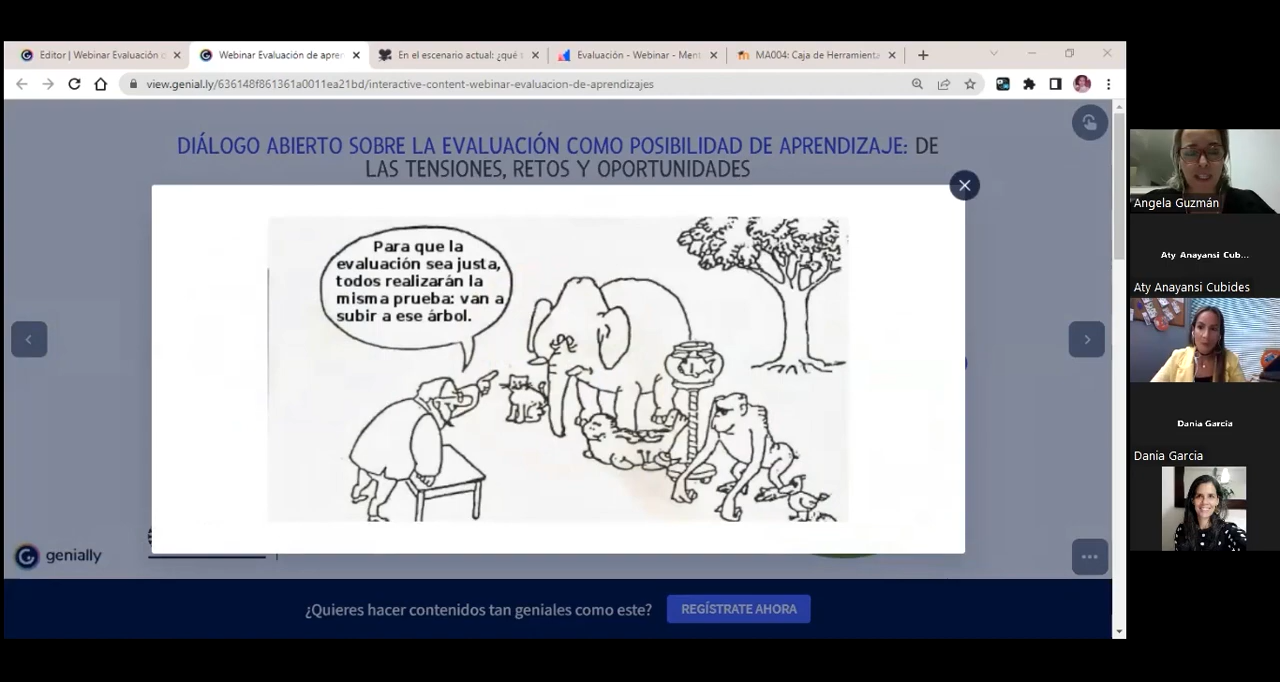 Editor | Webinar Evaluación
Webinar Evaluación de apren
En el escenario actual: ¿qué
Evaluación - Webinar - Ment
MA004: Caja de Herramienta
view.genial.ly/636148f861361a0011ea21bd/interactive-content-webinar-evaluacion-de-aprendizajes
DIÁLOGO ABIERTO SOBRE LA EVALUACIÓN COMO POSIBILIDAD DE APRENDIZAJE: DE
LAS TENSIONES, RETOS Y OPORTUNIDADES
Para que la
evaluación sea justa,
todos realizarán la
misma prueba: van a
subir a ese árbol.
genially
¿Quieres hacer contenidos tan geniales como este?
REGÍSTRATE AHORA
Angela Guzmán
Aty Anayansi Cub...
Aty Anayansi Cubides
Dania Garcia
Dania Garcia